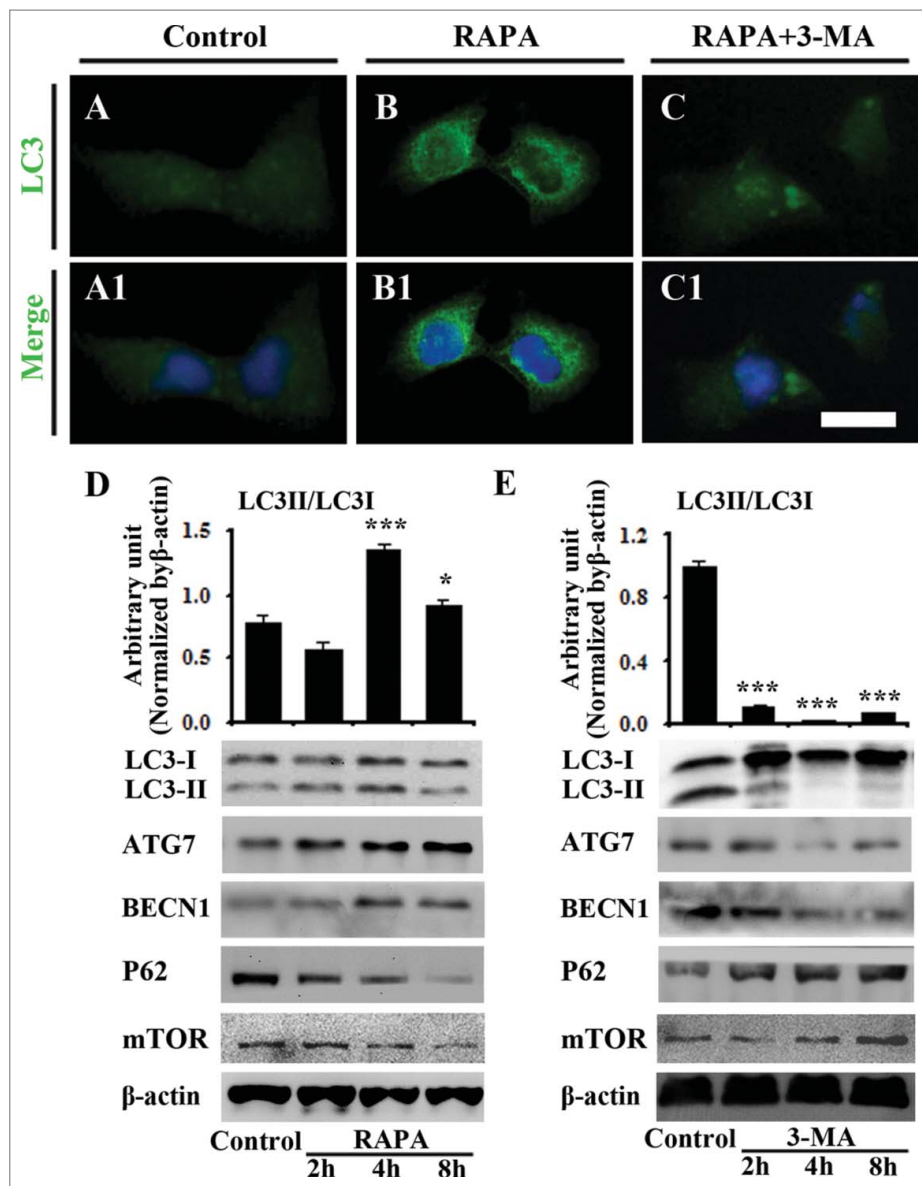 Control RAPA RAPA+3-MA
LC3
A B C
Merge
A1 B1 C1
D
LC3II/LC3I
Arbitrary unit
(Normalized byβ-actin)
1.5
1.0
0.5
0.0
***
*
LC3-I
LC3-II
ATG7
BECN1
P62
mTOR
β-actin
Control RAPA
2h 4h 8h
E
LC3II/LC3I
Arbitrary unit
(Normalized byβ-actin)
1.2
0.8
0.4
0.0
*** *** ***
LC3-I
LC3-II
ATG7
BECN1
P62
mTOR
β-actin
Control 3-MA
2h 4h 8h